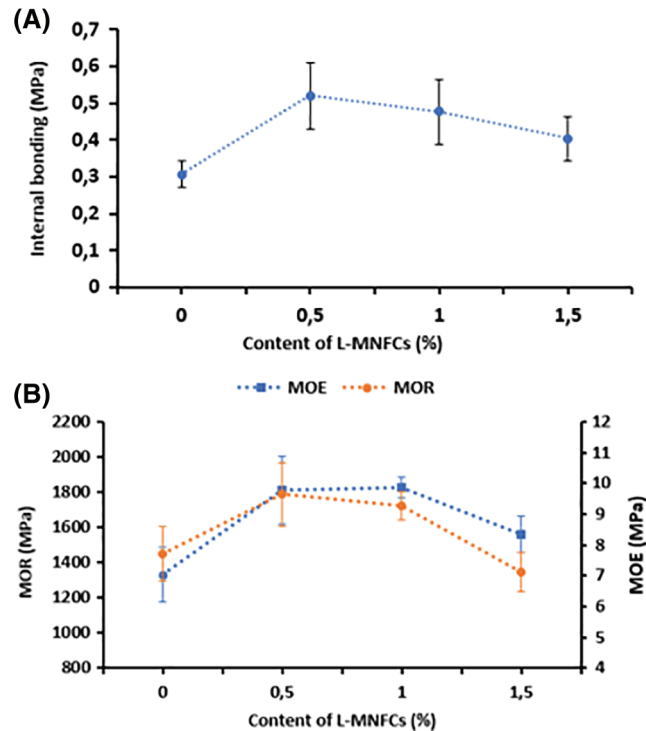 (A)
0,7
0,6
0,5
0,4
0,3
0,2
0,1
0
Internal bonding (MPa)
0 0,5 1 1,5
Content of L-MNFCs (%)
(B)
MOE MOR
2200 12
2000 11
1800 10
1600 9
1400 8
1200 7
1000 6
800 5
4
MOR (MPa)
MOE (MPa)
0 0,5 1 1,5
Content of L-MNFCs (%)